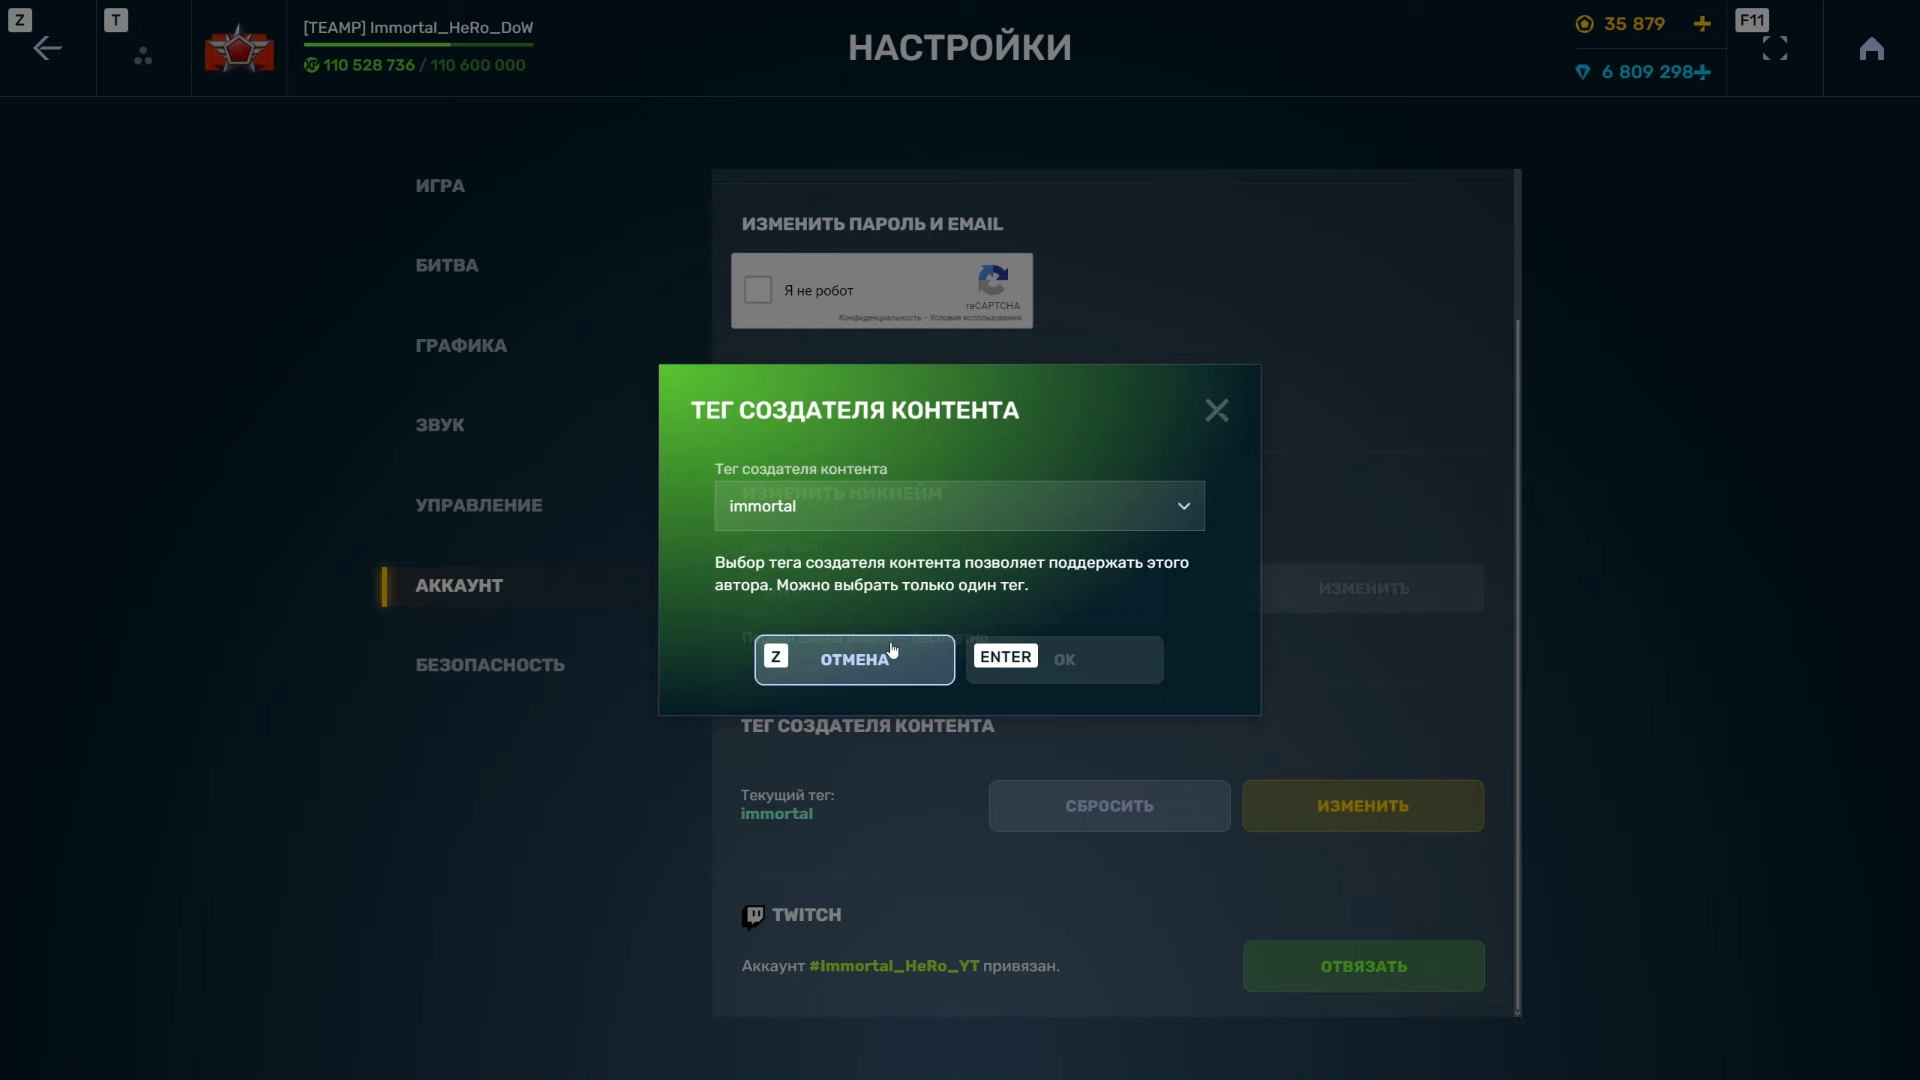 Z
T
[TEAMP] Immortal_HeRo_DoW
XP 110 528 736 / 110 600 000
НАСТРОЙКИ
35 879
6 809 298
F11
ИГРА
БИТВА
ГРАФИКА
ЗВУК
УПРАВЛЕНИЕ
АККАУНТ
БЕЗОПАСНОСТЬ
ИЗМЕНИТЬ ПАРОЛЬ И EMAIL
Я не робот
reCAPTCHA
Конфиденциальность - Условия использования
ТЕГ СОЗДАТЕЛЯ КОНТЕНТА
Тег создателя контента
ИЗМЕНИТЬ НИКНЕЙМ
immortal
Выбор тега создателя контента позволяет поддержать этого
автора. Можно выбрать только один тег.
ИЗМЕНИТЬ
Z ОТМЕНА
ENTER OK
ТЕГ СОЗДАТЕЛЯ КОНТЕНТА
Текущий тег:
immortal
СБРОСИТЬ
ИЗМЕНИТЬ
TWITCH
Аккаунт #Immortal_HeRo_YT привязан.
ОТВЯЗАТЬ